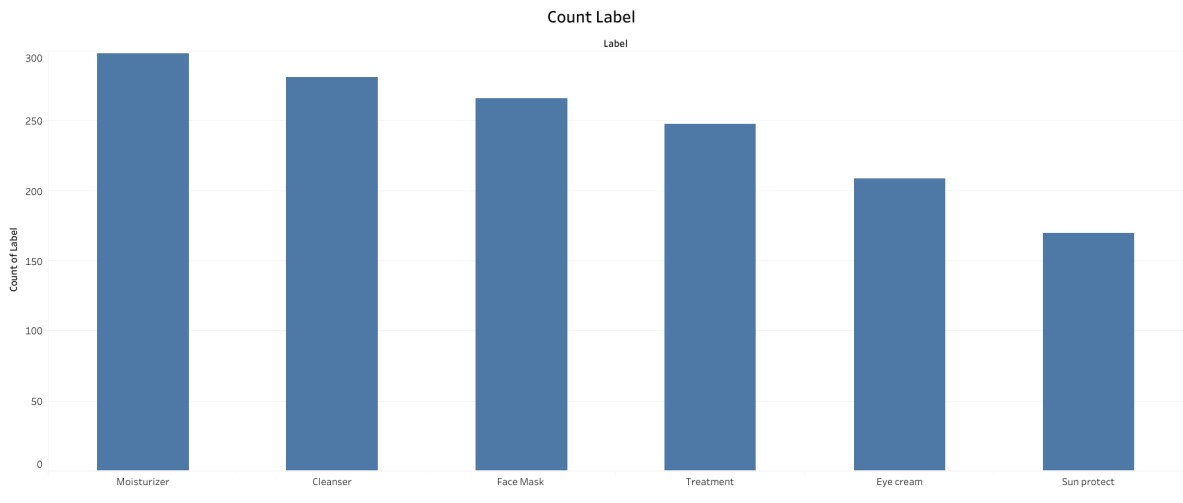 Count Label
Label
300
250
200
150
100
50
0
Count of Label
Moisturizer
Cleanser
Face Mask
Treatment
Eye cream
Sun protect